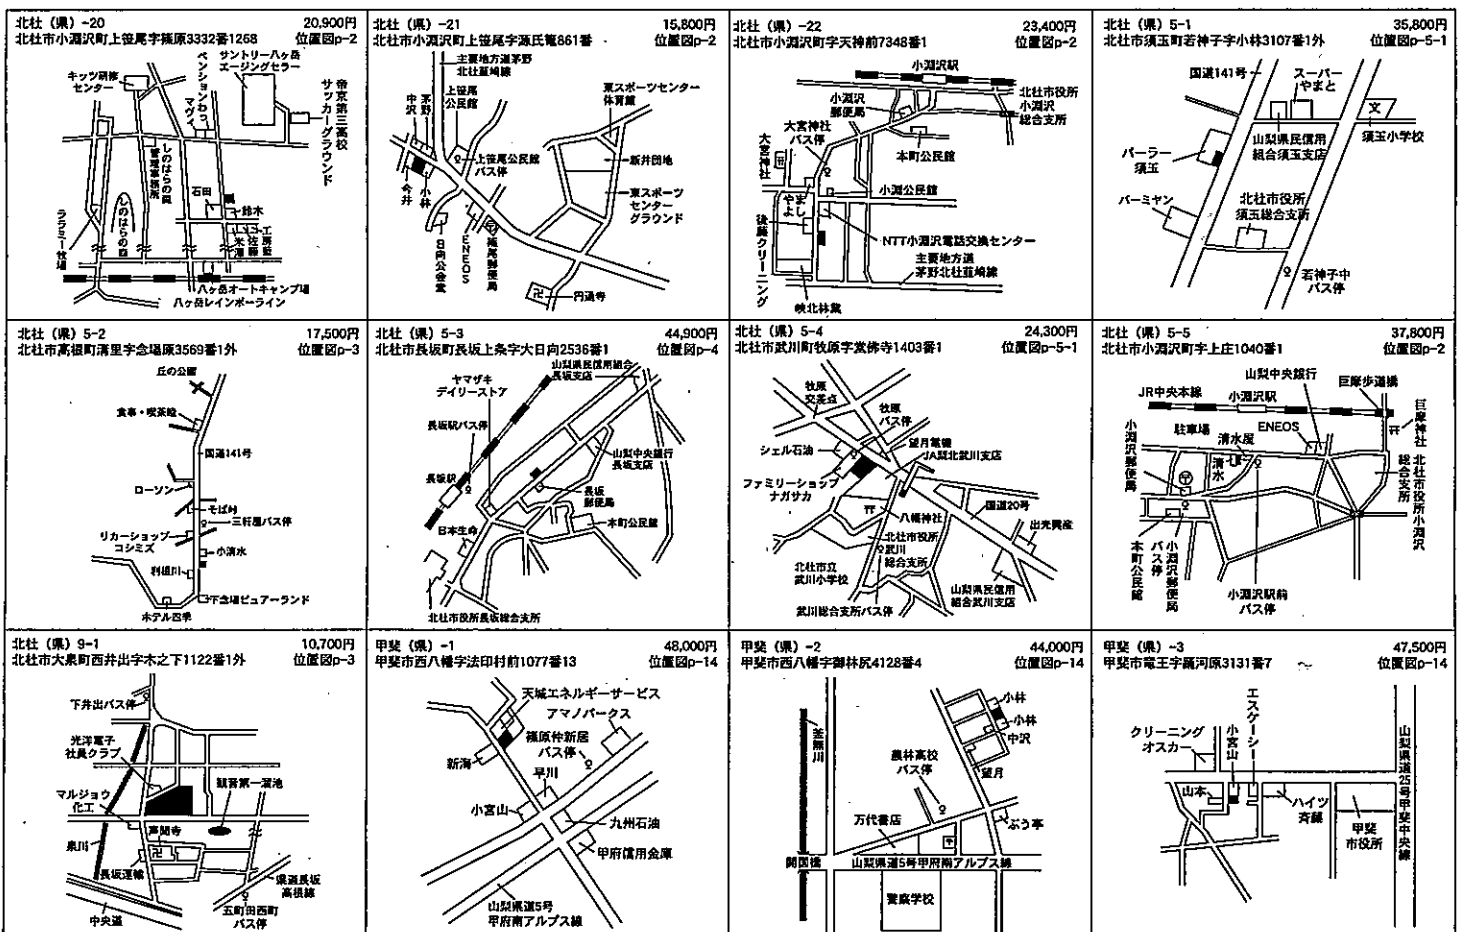 北杜（県）-20 20,900円
北杜市小淵沢町上笹尾字篠原3332番1268 位置図p-2
キッツ研修
センター
ペンションわっ
マヴィ
サントリー八ヶ岳
エージングセラー
帝京第三高校
サッカーグラウンド
しのはらの図
管理事務所
しのはらの図
石田
鈴木
米澤
佐藤
工房藍
ララミー牧場
八ヶ岳オートキャンプ場
八ヶ岳レインボーライン
北杜（県）-21 15,800円
北杜市小淵沢町上笹尾字源氏篭861番 位置図p-2
主要地方道茅野
北杜韮崎線
中沢
茅野
上笹尾
公民館
東スポーツセンター
体育館
上笹尾公民館
バス停
新井団地
今井
小林
東スポーツ
センター
グラウンド
日向公会堂
ENEOS
篠尾郵便局
円通寺
北杜（県）-22 23,400円
北杜市小淵沢町字天神前7348番1 位置図p-2
小淵沢駅
小淵沢
郵便局
北杜市役所
小淵沢
総合支所
大宮神社
バス停
大宮神社
本町公民館
小淵公民館
やまし
よし
後藤クリーニング
NTT小淵沢電話交換センター
主要地方道
茅野北杜韮崎線
峡北林業
北杜（県）5-1 35,800円
北杜市須玉町若神子字小林3107番1外 位置図p-5-1
国道141号
スーパー
やまと
文
須玉小学校
パーラー
須玉
山梨県民信用
組合須玉支店
バーミヤン
北杜市役所
須玉総合支所
若神子中
バス停
北杜（県）5-2 17,500円
北杜市高根町清里字念場原3569番1外 位置図p-3
丘の公園
食事・喫茶睦
国道141号
ローソン
そば峠
三軒屋バス停
リカーショップ
コシミズ
小清水
利根川
下念場ピュアーランド
ホテル四季
北杜（県）5-3 44,900円
北杜市長坂町長坂上条字大日向2536番1 位置図p-4
山梨県民信用組合
長坂支店
ヤマザキ
デイリーストア
長坂駅バス停
山梨中央銀行
長坂支店
長坂駅
長坂
郵便局
日本生命
本町公民館
北杜市役所長坂総合支所
北杜（県）5-4 24,300円
北杜市武川町牧原字堂佛寺1403番1 位置図p-5-1
牧原
交差点
牧原
バス停
シェル石油
望月電機
JA梨北武川支店
ファミリーショップ
ナガサカ
八幡神社
国道20号
北杜市役所
武川
総合支所
出光興産
北杜市立
武川小学校
山梨県民信用
組合武川支店
武川総合支所バス停
北杜（県）5-5 37,800円
北杜市小淵沢町字上庄1040番1 位置図p-2
山梨中央銀行
JR中央本線
小淵沢駅
巨摩歩道橋
巨摩神社
駐車場
ENEOS
清水屋
清水
小淵沢郵便局
北杜市役所小淵沢
総合支所
本町公民館
小淵沢郵便局
バス停
小淵沢駅前
バス停
北杜（県）9-1 10,700円
北杜市大泉町西井出字木之下1122番1外 位置図p-3
下井出バス停
光洋電子
社員クラブ
観音第一溜池
マルジョウ
化工
泉川
長坂運輸
県道長坂
高根線
五町田西町
バス停
中央道
甲斐（県）-1 48,000円
甲斐市西八幡字法印村前1077番13 位置図p-14
天城エネルギーサービス
アマノパークス
篠原仲新居
バス停
新海
早川
小宮山
九州石油
甲府信用金庫
山梨県道5号
甲府南アルプス線
甲斐（県）-2 44,000円
甲斐市西八幡字御林尻4128番4 位置図p-14
釜無川
小林
小林
中沢
農林高校
バス停
望月
万代書店
ぶう亭
開国橋
山梨県道5号甲府南アルプス線
警察学校
甲斐（県）-3 47,500円
甲斐市竜王字羅河原3131番7 位置図p-14
クリーニング
オスカー
小宮山
エスケーシー
山本
ハイツ
斉藤
甲斐
市役所
山梨県道25号甲斐中央線